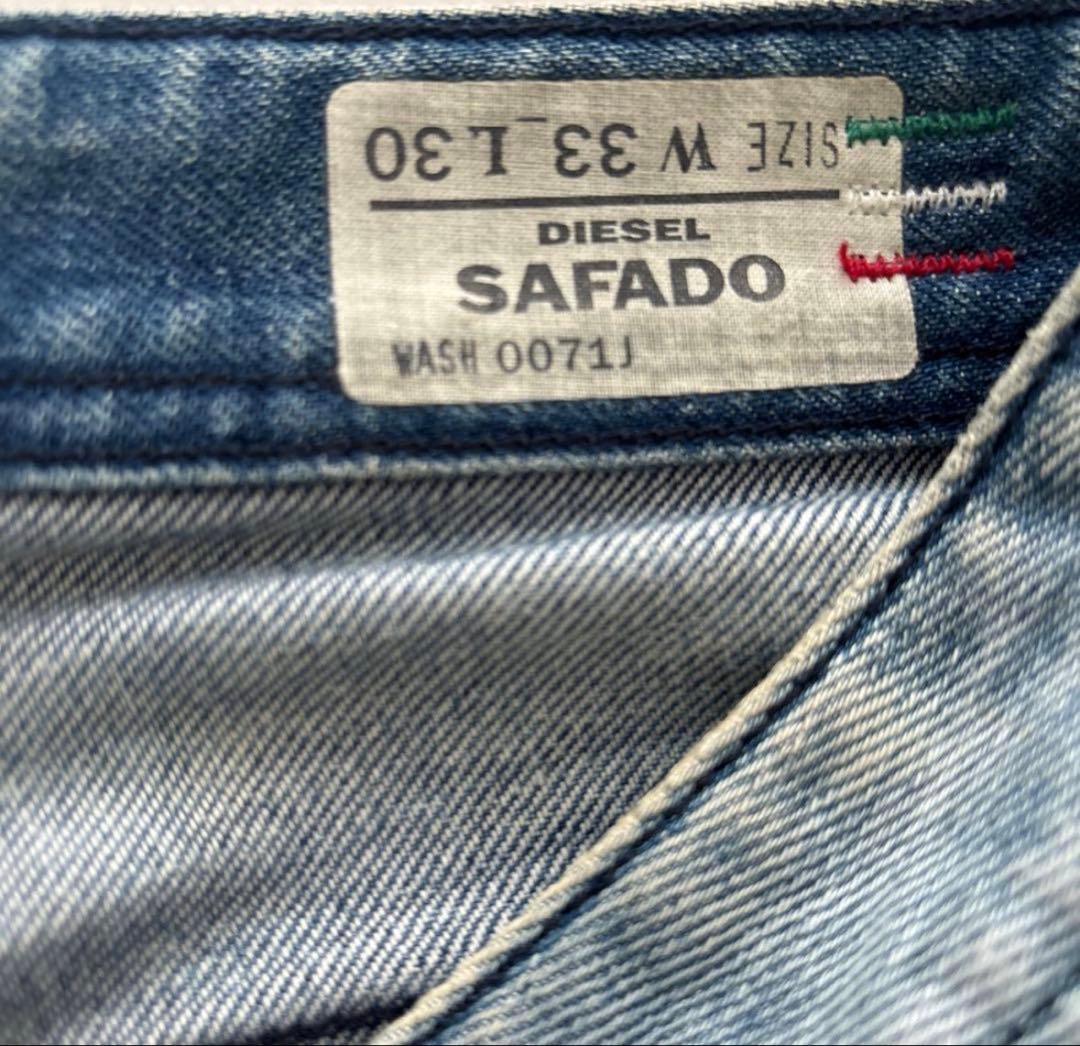 SIZE W 33 L 30
DIESEL
SAFADO
WASH 0071J